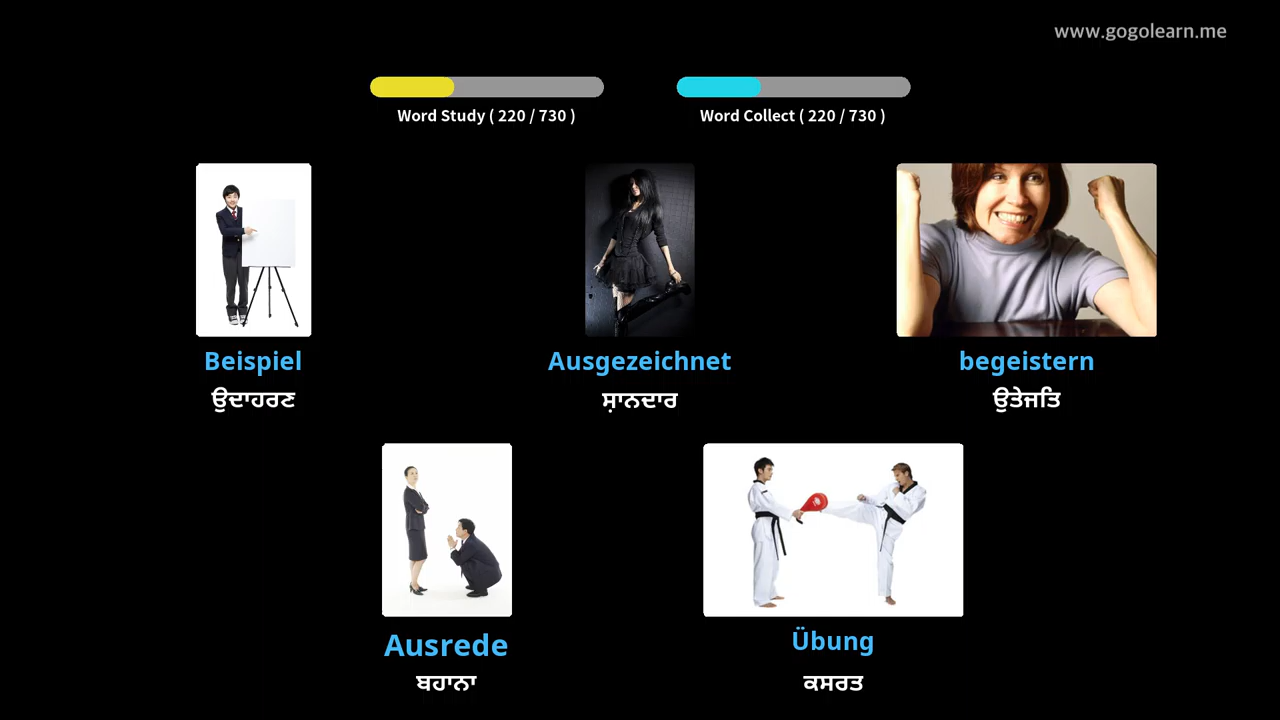 www.gogolearn.me
Word Study ( 220 / 730 )
Word Collect ( 220 / 730 )
Beispiel
ਉਦਾਹਰਣ
Ausgezeichnet
ਸ਼ਾਨਦਾਰ
begeistern
ਉਤੇਜਤਿ
Ausrede
ਬਹਾਨਾ
Übung
ਕਸਰਤ